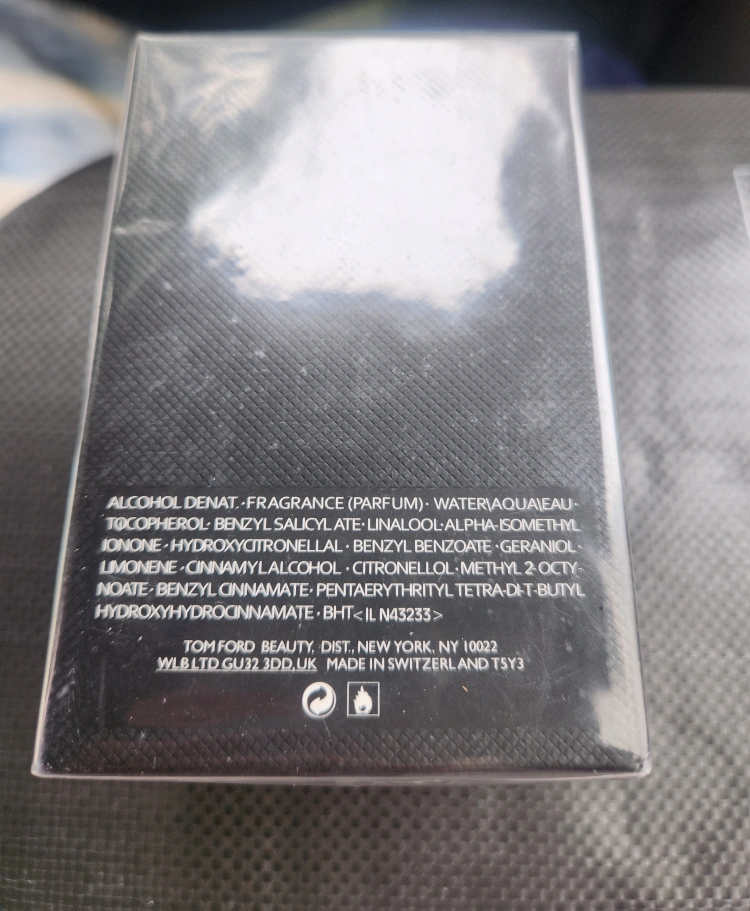 ALCOHOL DENAT.·FRAGRANCE (PARFUM)· WATER\AQUA\EAU·
TOCOPHEROL· BENZYL SALICYLATE·LINALOOL·ALPHA-ISOMETHYL
IONONE·HYDROXYCITRONELLAL·BENZYL BENZOATE·GERANIOL·
LIMONENE·CINNAMYL ALCOHOL·CITRONELLOL·METHYL 2-OCTY-
NOATE·BENZYL CINNAMATE·PENTAERYTHRITYL TETRA-DI-T-BUTYL
HYDROXYHYDROCINNAMATE·BHT<IL N43233>
TOM FORD BEAUTY, DIST., NEW YORK, NY 10022
WLB LTD GU32 3DD,UK MADE IN SWITZERLAND T5Y3